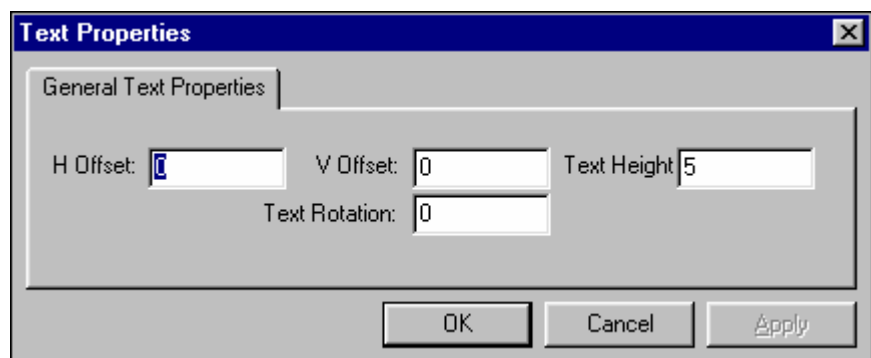 Text Properties
General Text Properties
H Offset: 0 V Offset: 0 Text Height 5
Text Rotation: 0
OK Cancel Apply